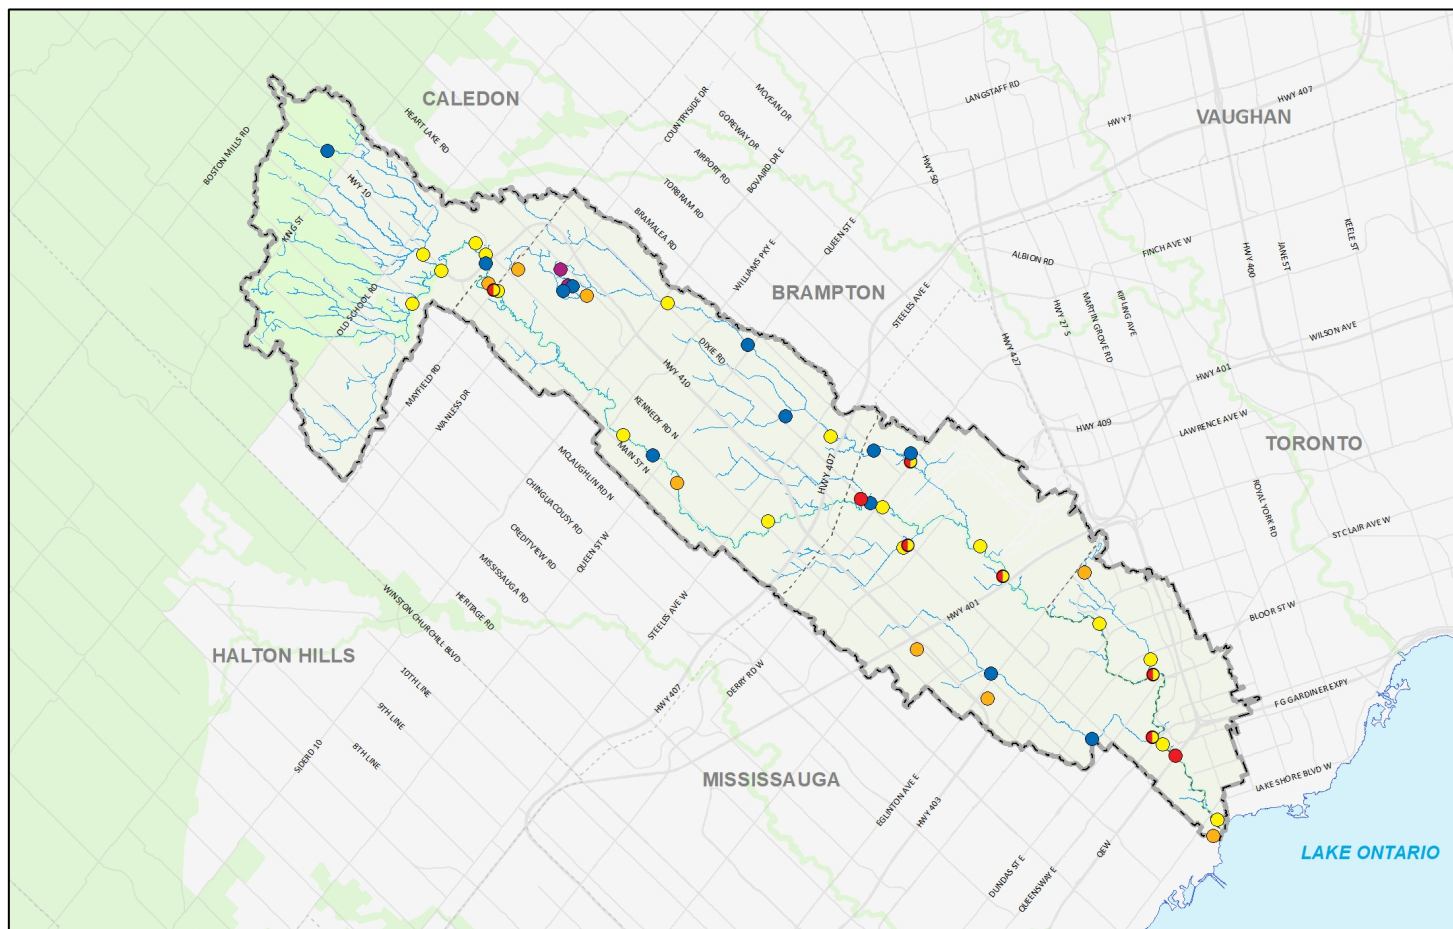 CALEDON
VAUGHAN
BRAMPTON
TORONTO
HALTON HILLS
MISSISSAUGA
LAKE ONTARIO
BOSTON MILLS RD
HEART LAKE RD
HWY 10
KING ST
OLD SCHOOL RD
MAYFIELD RD
WANLESS DR
COUNTRYSIDE DR
MCVEAN DR
GOREWAY DR
AIRPORT RD
BOVAIRD DR E
TORBRAM RD
BRAMALEA RD
WILLIAMS PKY E
QUEEN ST E
LANGSTAFF RD
HWY 7
HWY 407
HWY 50
ALBION RD
FINCH AVE W
HWY 400
JANE ST
KEELE ST
STEELES AVE E
HWY 427
HWY 27 S
MARTIN GROVE RD
KIPLING AVE
WILSON AVE
HWY 401
HWY 409
LAWRENCE AVE W
DIXIE RD
HWY 410
KENNEDY RD N
MAIN ST N
MCLAUGHLIN RD N
CHINGUACOUSY RD
CREDITVIEW RD
MISSISSAUGA RD
HERITAGE RD
WINSTON CHURCHILL BLVD
10TH LINE
9TH LINE
8TH LINE
SIDERD 10
QUEEN ST W
STEELES AVE W
HWY 407
DERRY RD W
HWY 407
HWY 401
ROYAL YORK RD
ST CLAIR AVE W
BLOOR ST W
F G GARDINER EXPY
LAKE SHORE BLVD W
EGLINTON AVE E
HWY 403
DUNDAS ST E
QUEENSWAY E
QEW